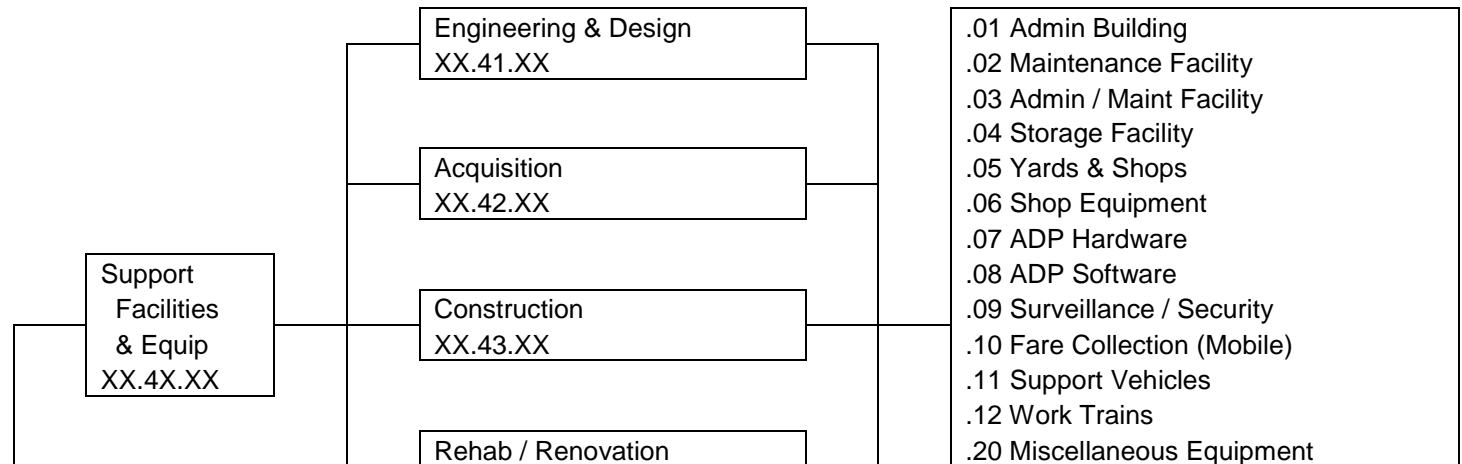 Support
Facilities
& Equip
XX.4X.XX
Engineering & Design
XX.41.XX
Acquisition
XX.42.XX
Construction
XX.43.XX
Rehab / Renovation
.01 Admin Building
.02 Maintenance Facility
.03 Admin / Maint Facility
.04 Storage Facility
.05 Yards & Shops
.06 Shop Equipment
.07 ADP Hardware
.08 ADP Software
.09 Surveillance / Security
.10 Fare Collection (Mobile)
.11 Support Vehicles
.12 Work Trains
.20 Miscellaneous Equipment